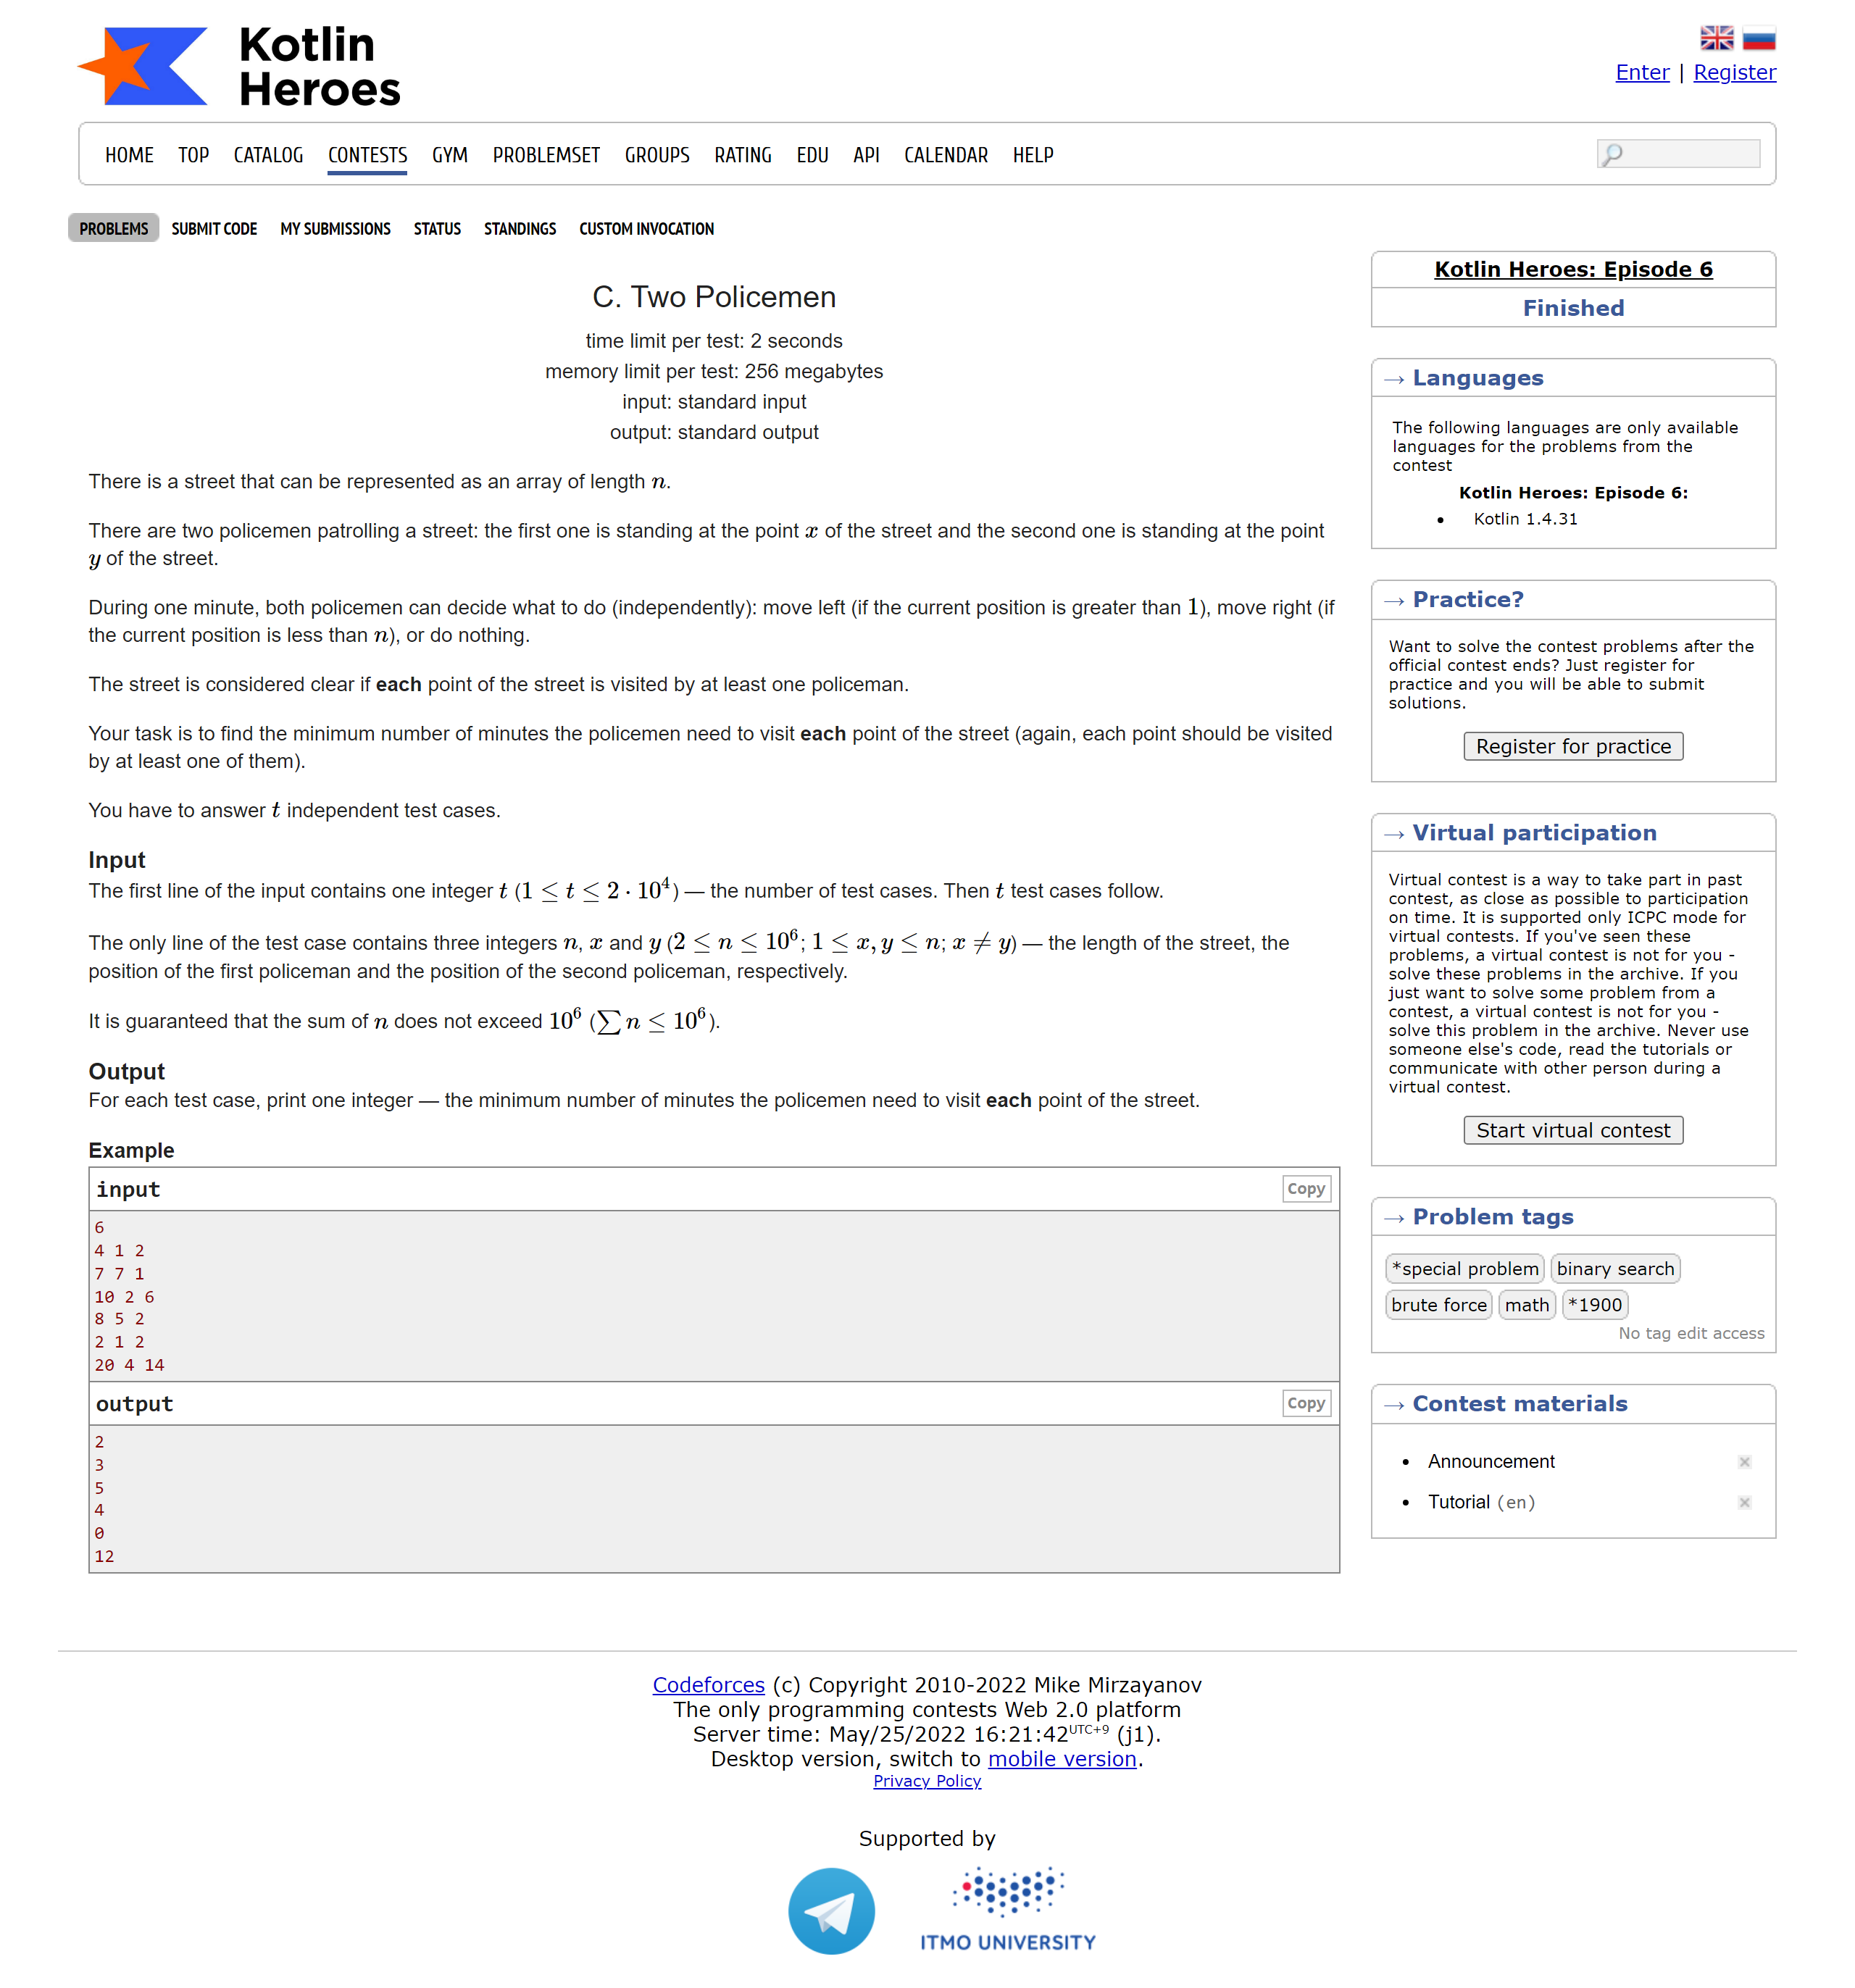 Kotlin
Heroes
Enter | Register
HOME TOP CATALOG CONTESTS GYM PROBLEMSET GROUPS RATING EDU API CALENDAR HELP
PROBLEMS SUBMIT CODE MY SUBMISSIONS STATUS STANDINGS CUSTOM INVOCATION
C. Two Policemen
time limit per test: 2 seconds
memory limit per test: 256 megabytes
input: standard input
output: standard output
There is a street that can be represented as an array of length n.
There are two policemen patrolling a street: the first one is standing at the point x of the street and the second one is standing at the point
y of the street.
During one minute, both policemen can decide what to do (independently): move left (if the current position is greater than 1), move right (if
the current position is less than n), or do nothing.
The street is considered clear if each point of the street is visited by at least one policeman.
Your task is to find the minimum number of minutes the policemen need to visit each point of the street (again, each point should be visited
by at least one of them).
You have to answer t independent test cases.
Input
The first line of the input contains one integer t (1 ≤ t ≤ 2 · 10^4) — the number of test cases. Then t test cases follow.
The only line of the test case contains three integers n, x and y (2 ≤ n ≤ 10^6; 1 ≤ x, y ≤ n; x ≠ y) — the length of the street, the
position of the first policeman and the position of the second policeman, respectively.
It is guaranteed that the sum of n does not exceed 10^6 (∑ n ≤ 10^6).
Output
For each test case, print one integer — the minimum number of minutes the policemen need to visit each point of the street.
Example
input
Copy
6
4 1 2
7 7 1
10 2 6
8 5 2
2 1 2
20 4 14
output
Copy
2
3
5
4
0
12
Kotlin Heroes: Episode 6
Finished
→ Languages
The following languages are only available
languages for the problems from the
contest
Kotlin Heroes: Episode 6:
• Kotlin 1.4.31
→ Practice?
Want to solve the contest problems after the
official contest ends? Just register for
practice and you will be able to submit
solutions.
Register for practice
→ Virtual participation
Virtual contest is a way to take part in past
contest, as close as possible to participation
on time. It is supported only ICPC mode for
virtual contests. If you've seen these
problems, a virtual contest is not for you -
solve these problems in the archive. If you
just want to solve some problem from a
contest, a virtual contest is not for you -
solve this problem in the archive. Never use
someone else's code, read the tutorials or
communicate with other person during a
virtual contest.
Start virtual contest
→ Problem tags
*special problem binary search
brute force math *1900
No tag edit access
→ Contest materials
• Announcement
• Tutorial (en)
Codeforces (c) Copyright 2010-2022 Mike Mirzayanov
The only programming contests Web 2.0 platform
Server time: May/25/2022 16:21:42 UTC+9 (j1).
Desktop version, switch to mobile version.
Privacy Policy
Supported by
ITMO UNIVERSITY